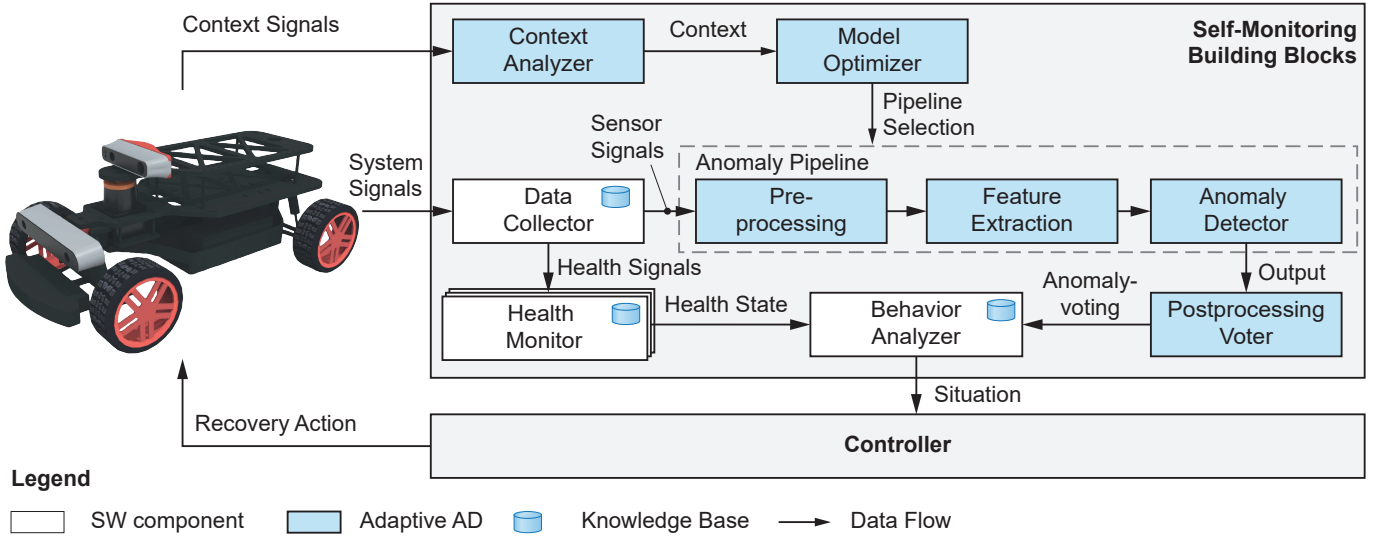 Context Signals
Context
Analyzer
Context
Model
Optimizer
Self-Monitoring
Building Blocks
Pipeline
Selection
Sensor
Signals
System
Signals
Anomaly Pipeline
Data
Collector
Pre-
processing
Feature
Extraction
Anomaly
Detector
Health Signals
Output
Health
Monitor
Health State
Behavior
Analyzer
Anomaly-
voting
Postprocessing
Voter
Situation
Recovery Action
Controller
Legend
SW component
Adaptive AD
Knowledge Base
Data Flow